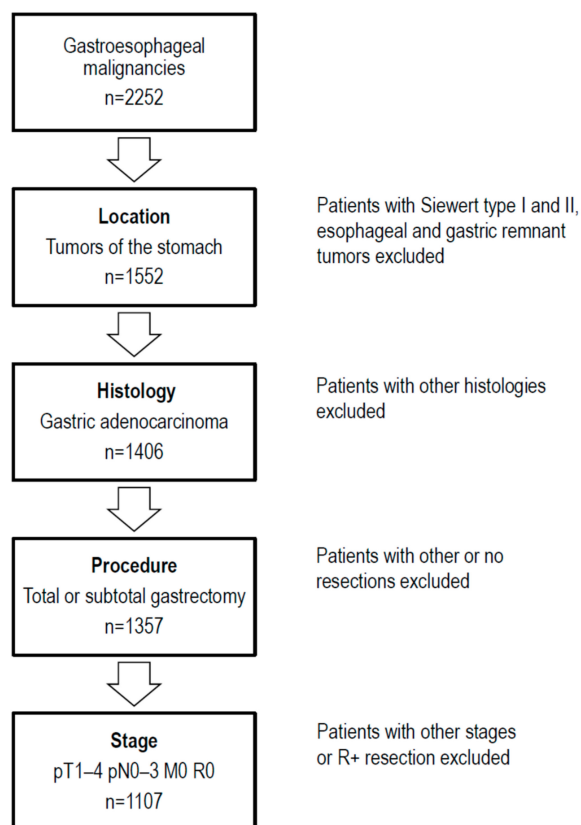 Gastroesophageal
malignancies
n=2252
Location
Tumors of the stomach
n=1552
Patients with Siewert type I and II,
esophageal and gastric remnant
tumors excluded
Histology
Gastric adenocarcinoma
n=1406
Patients with other histologies
excluded
Procedure
Total or subtotal gastrectomy
n=1357
Patients with other or no
resections excluded
Stage
pT1–4 pN0–3 M0 R0
n=1107
Patients with other stages
or R+ resection excluded